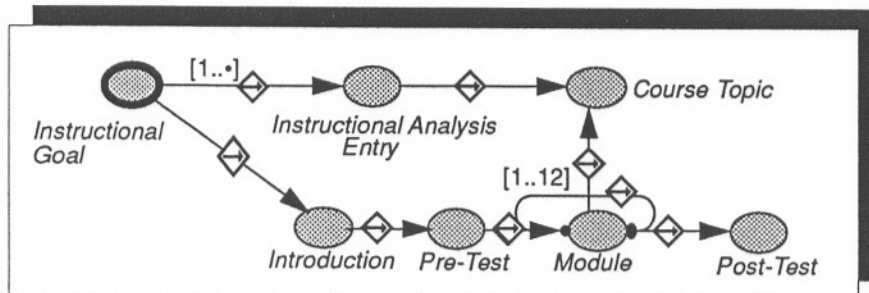 [1..•]
Course Topic
Instructional
Goal
Instructional Analysis
Entry
[1..12]
Introduction
Pre-Test
Module
Post-Test